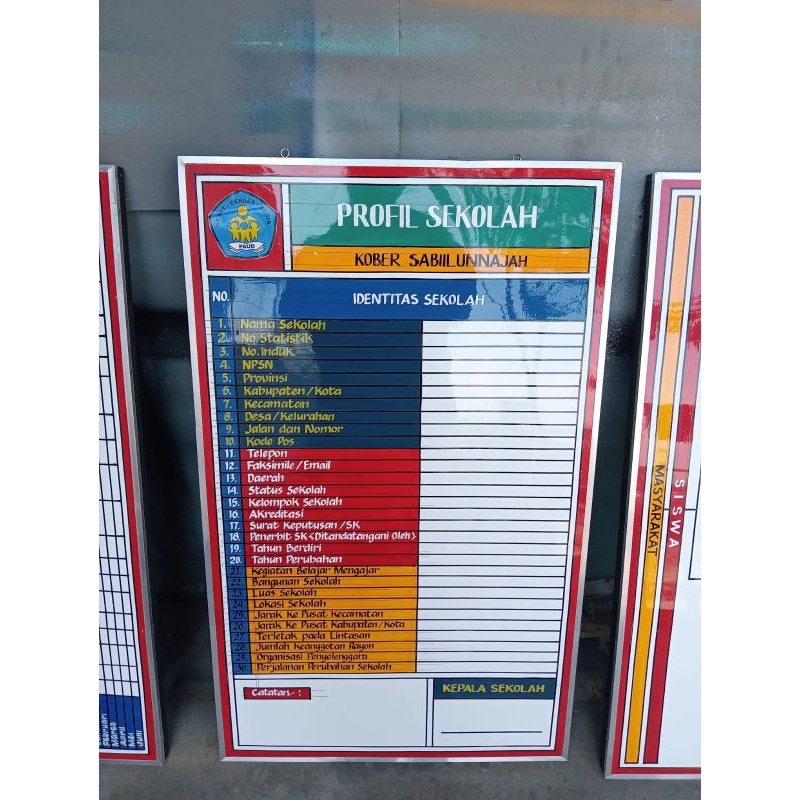 PAUD
PROFIL SEKOLAH
KOBER SABIILUNNAJAH
NO. IDENTITAS SEKOLAH
1. Nama Sekolah
2. No. Statistik
3. No. Induk
4. NPSN
5. Provinsi
6. Kabupaten/Kota
7. Kecamatan
8. Desa/Kelurahan
9. Jalan dan Nomor
10. Kode Pos
11. Telepon
12. Faksimile/Email
13. Daerah
14. Status Sekolah
15. Kelompok Sekolah
16. AKreditasi
17. Surat Keputusan/SK
18. Penerbit SK<Ditandatangani Oleh>
19. Tahun Berdiri
20. Tahun Perubahan
21. Kegiatan Belajar Mengajar
22. Bangunan Sekolah
23. Luas Sekolah
24. Lokasi Sekolah
25. Jarak Ke Pusat Kecamatan
26. Jarak Ke Pusat Kabupaten/Kota
27. Terletak pada Lintasan
28. Jumlah Keanggotan Rayon
29. Organisasi Penyelenggara
30. Perjalanan Perubahan Sekolah
Catatan :
KEPALA SEKOLAH
Maret
April
Mei
Juni
MASYARAKAT
SISWA